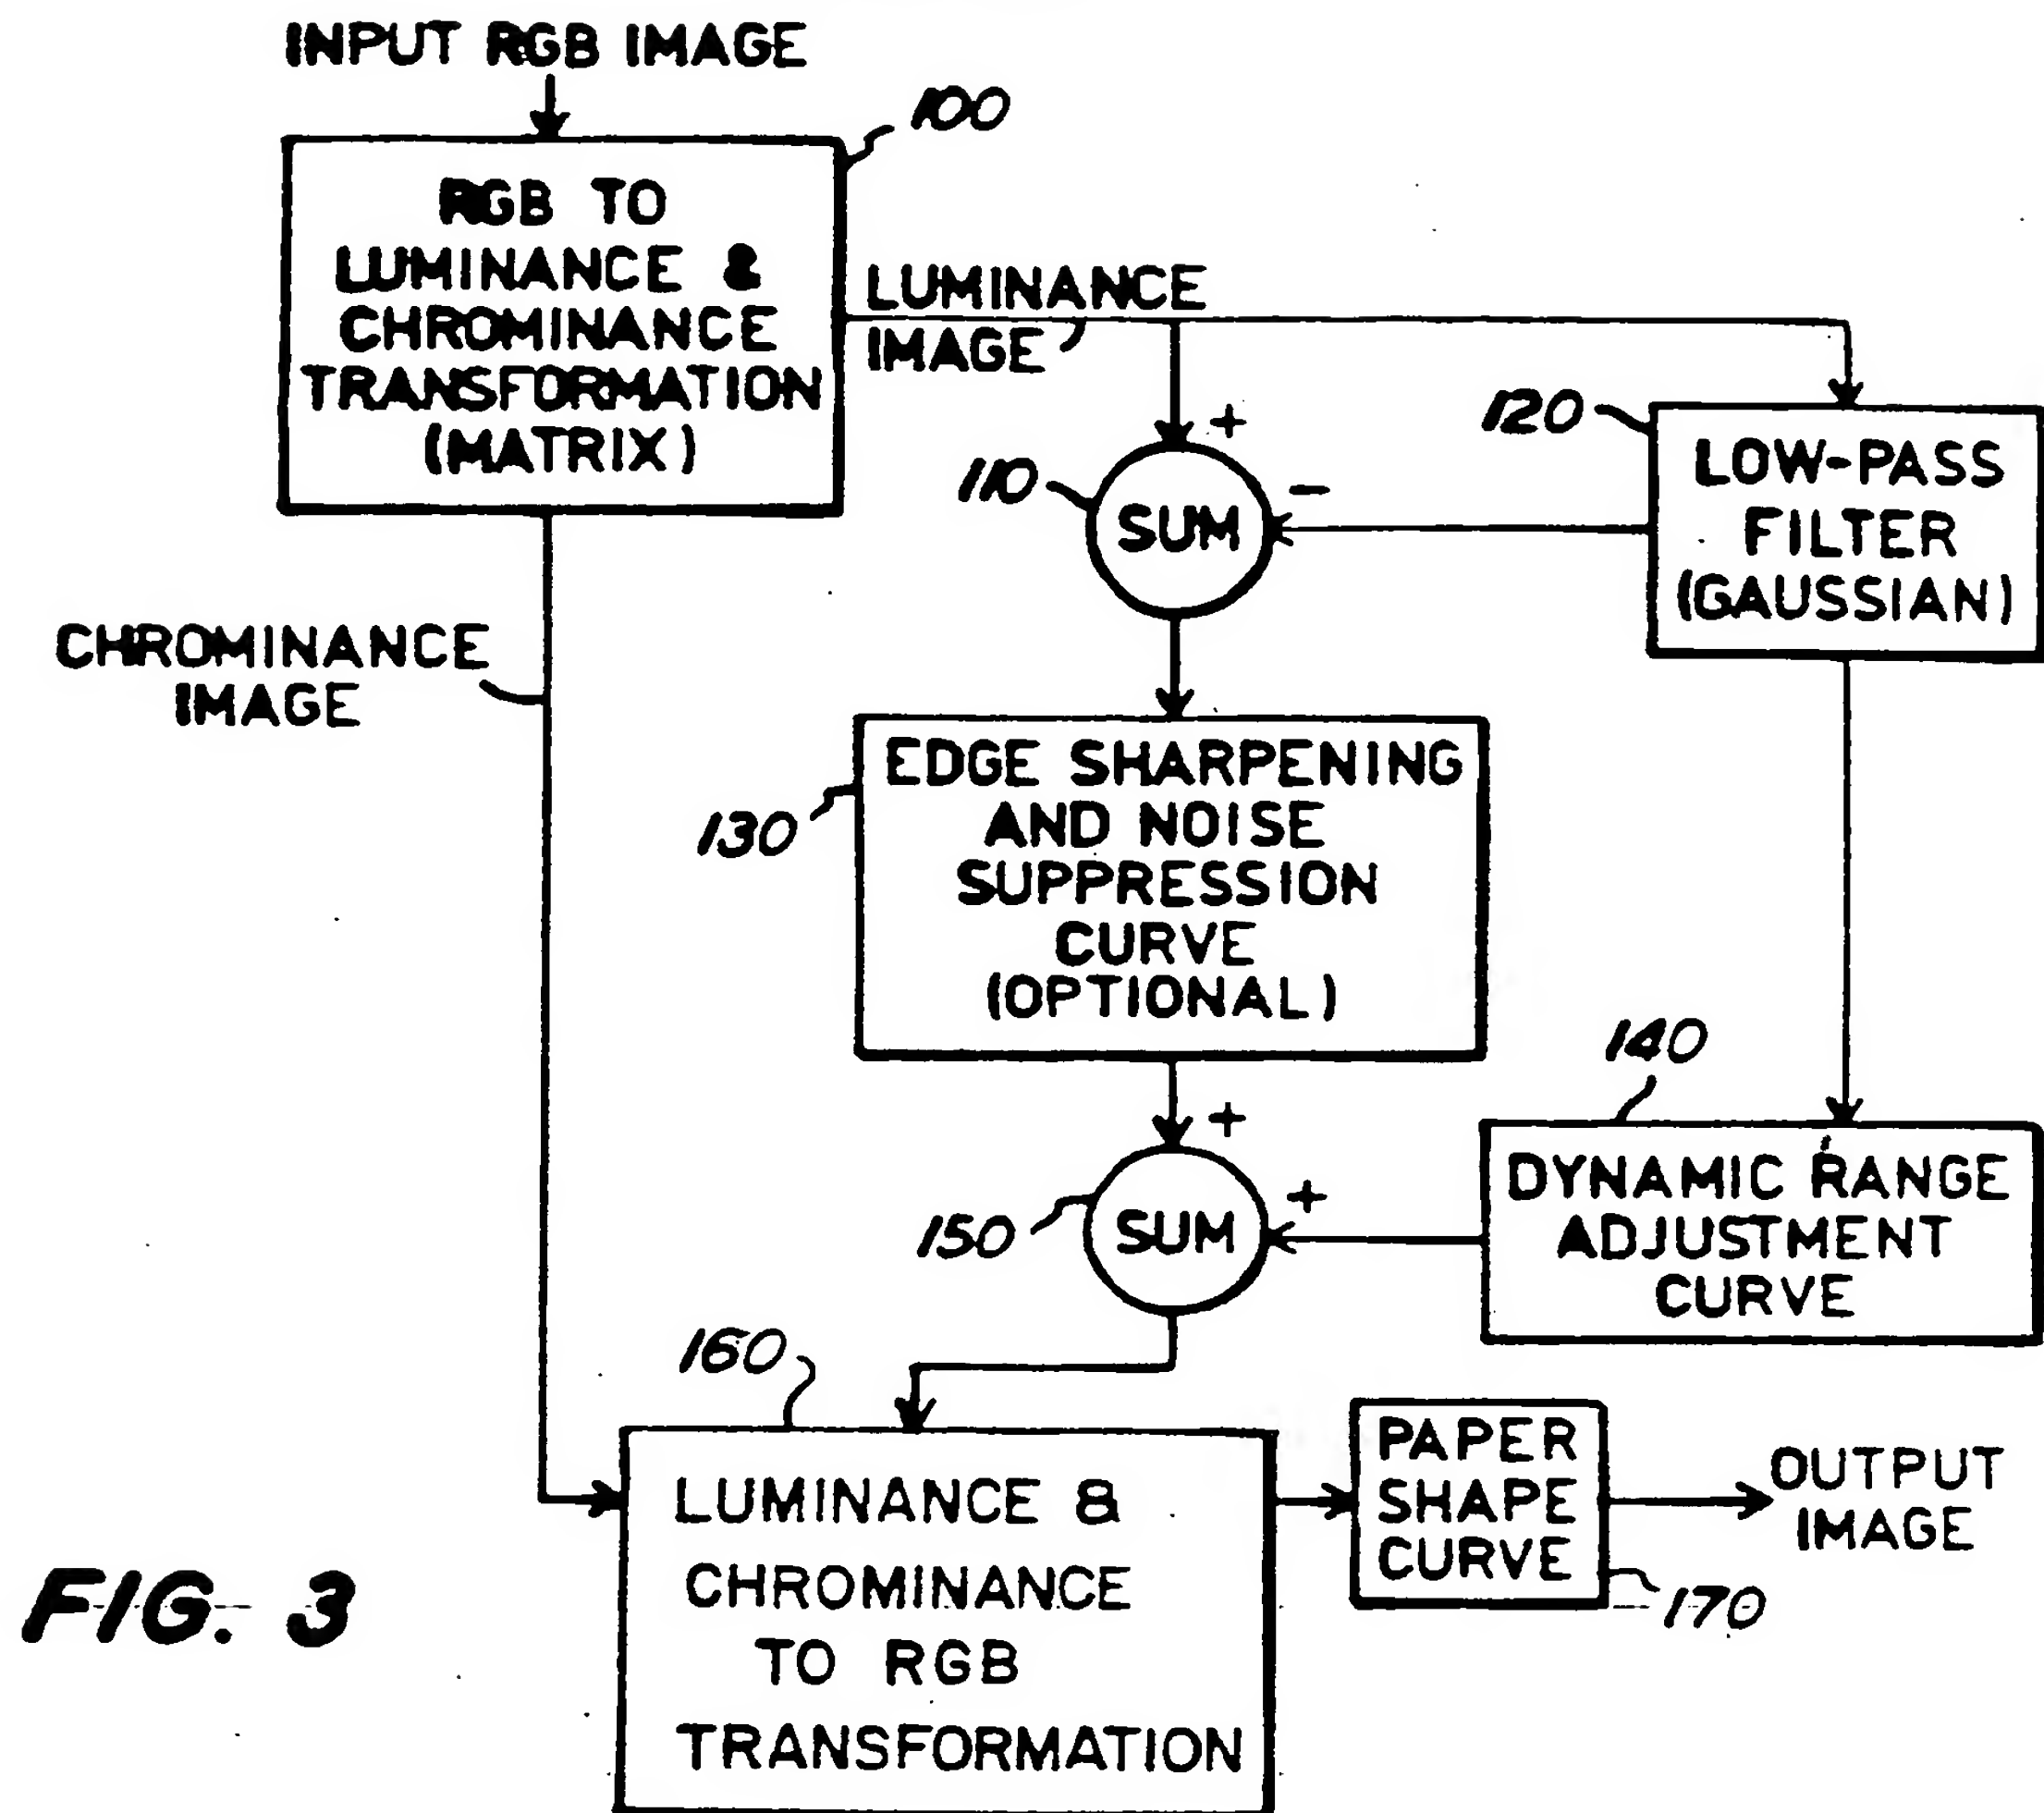 INPUT RGB IMAGE
100
RGB TO
LUMINANCE &
CHROMINANCE
TRANSFORMATION
(MATRIX)
LUMINANCE
IMAGE
120
LOW-PASS
FILTER
(GAUSSIAN)
+
110
SUM
-
CHROMINANCE
IMAGE
EDGE SHARPENING
AND NOISE
SUPPRESSION
CURVE
(OPTIONAL)
130
140
DYNAMIC RANGE
ADJUSTMENT
CURVE
+
150
SUM
+
160
LUMINANCE &
CHROMINANCE
TO RGB
TRANSFORMATION
PAPER
SHAPE
CURVE
170
OUTPUT
IMAGE
FIG. 3